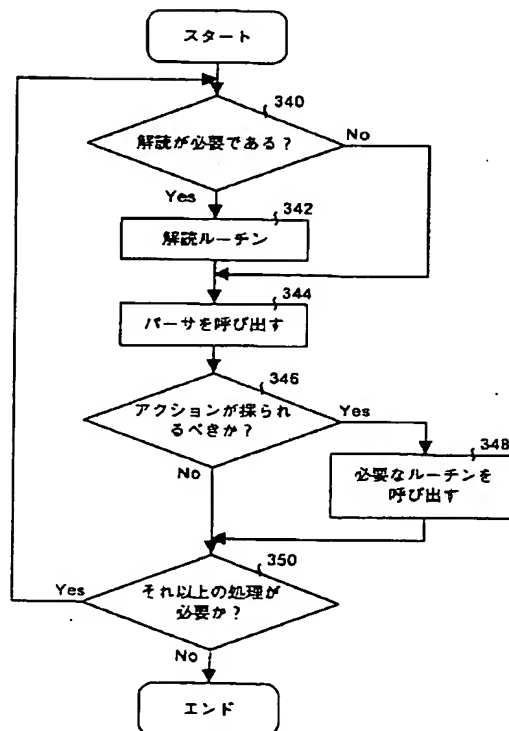 スタート
340
解読が必要である？
No
Yes
342
解読ルーチン
344
パーサを呼び出す
346
アクションが採られ
るべきか？
Yes
No
348
必要なルーチンを
呼び出す
350
それ以上の処理が
必要か？
Yes
No
エンド